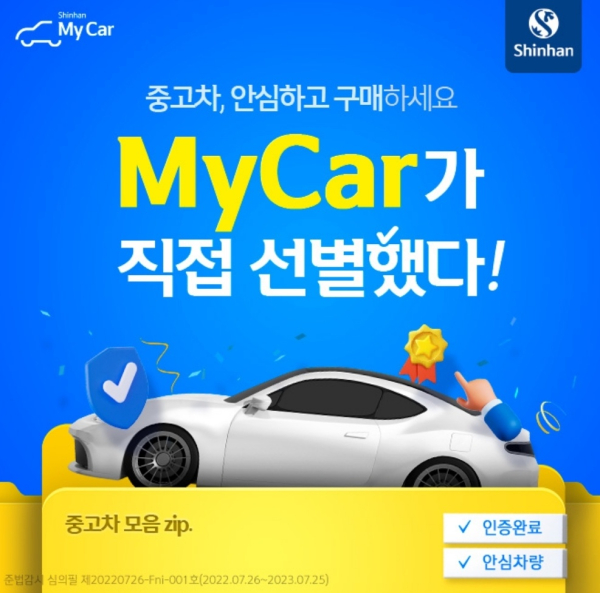 Shinhan
My Car
Shinhan
중고차, 안심하고 구매하세요
MyCar가
직접 선별했다!
중고차 모음 zip.
✓ 인증완료
✓ 안심차량
준법감시 심의필 제20220726-Fni-001호(2022.07.26~2023.07.25)